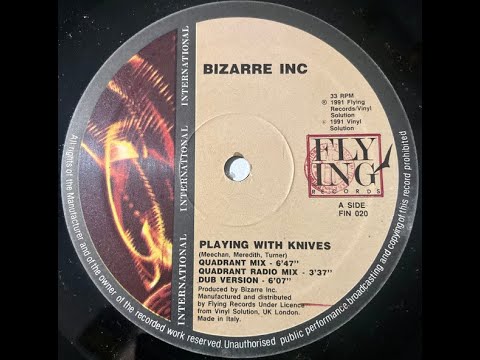 BIZARRE INC
33 RPM
℗ 1991 Flying
Records/Vinyl
Solution
© 1991 Vinyl
Solution
FLY
ING
RECORDS
A SIDE
FIN 020
PLAYING WITH KNIVES
(Meechan, Meredith, Turner)
QUADRANT MIX - 6'47''
QUADRANT RADIO MIX - 3'37''
DUB VERSION - 6'07''
Produced by Bizarre Inc.
Manufactured and distributed
by Flying Records Under Licence
from Vinyl Solution, UK London.
Made in Italy.
INTERNATIONAL
INTERNATIONAL
INTERNATIONAL
INTERNATIONAL
INTERNATIONAL
All rights of the Manufacturer and of the owner of the recorded work reserved. Unauthorised public performance, broadcasting and copying of this record prohibited